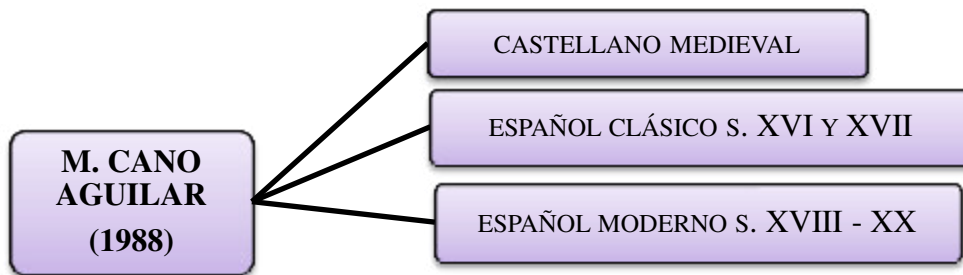 CASTELLANO MEDIEVAL
ESPAÑOL CLÁSICO S. XVI Y XVII
M. CANO
AGUILAR
(1988)
ESPAÑOL MODERNO S. XVIII - XX